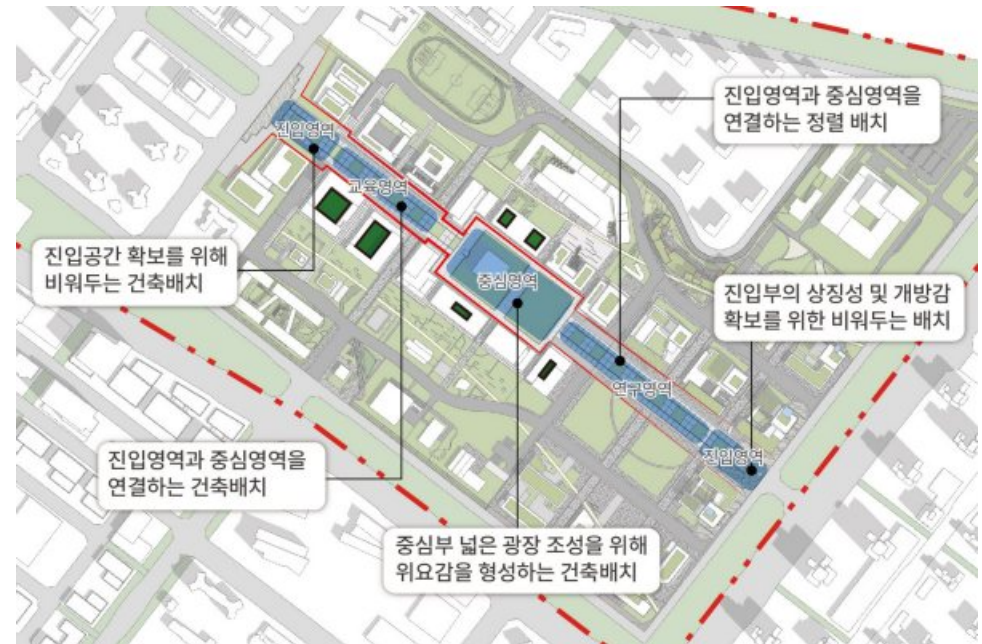 진입영역과 중심영역을
연결하는 정렬 배치
진입영역
교육영역
진입공간 확보를 위해
비워두는 건축배치
중심영역
진입부의 상징성 및 개방감
확보를 위한 비워두는 배치
연구영역
진입영역
진입영역과 중심영역을
연결하는 건축배치
중심부 넓은 광장 조성을 위해
위요감을 형성하는 건축배치